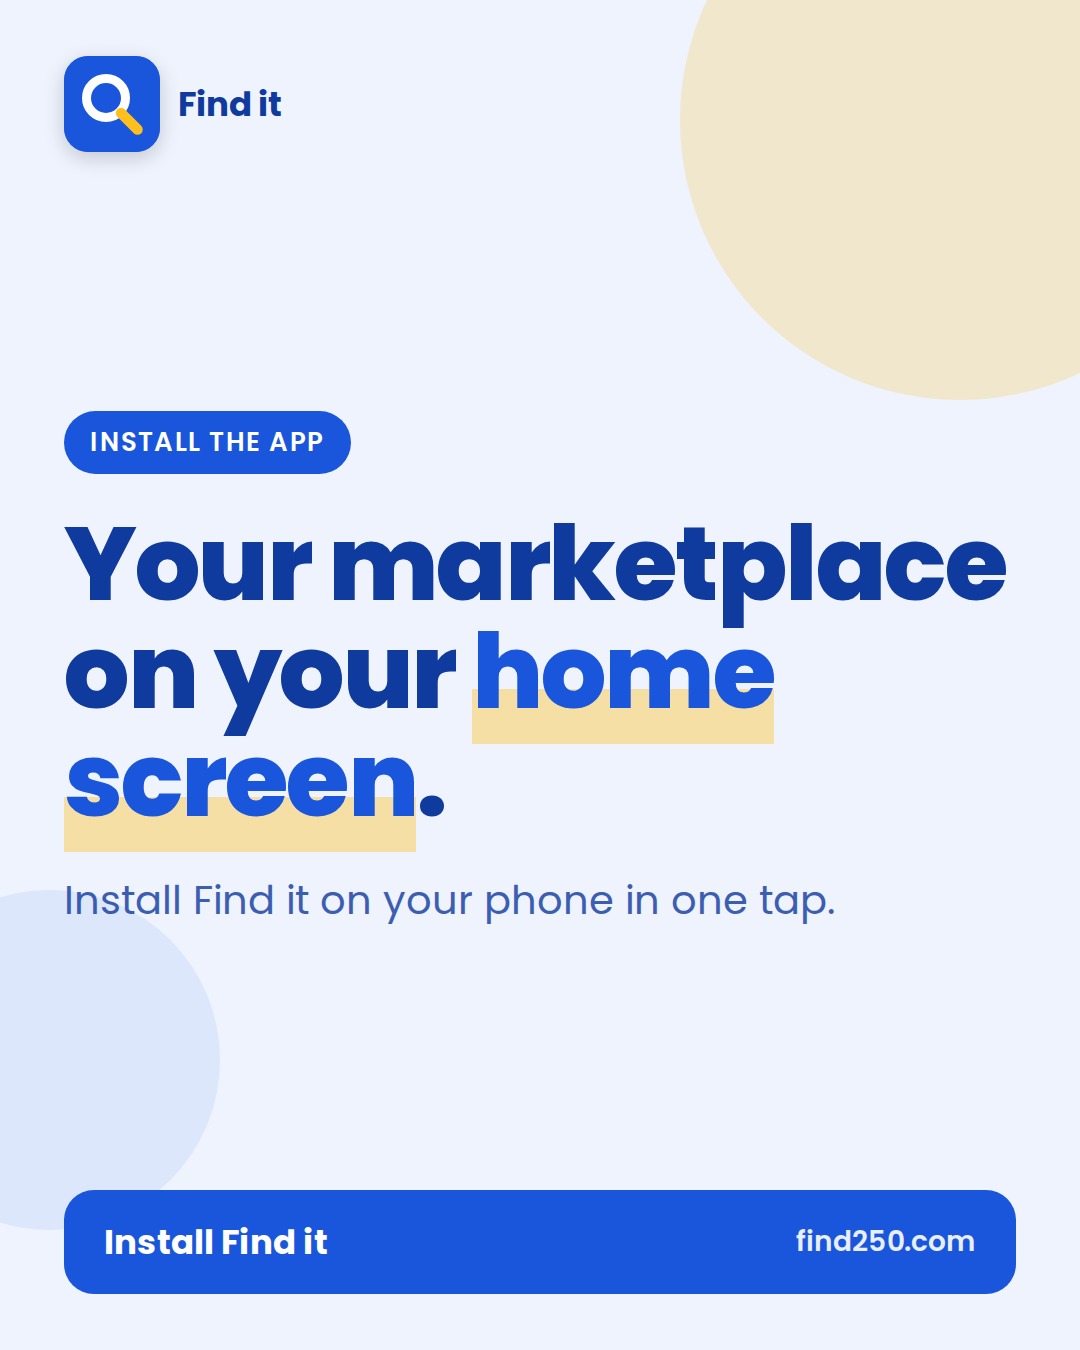 Find it
INSTALL THE APP
Your marketplace
on your home
screen.
Install Find it on your phone in one tap.
Install Find it
find250.com